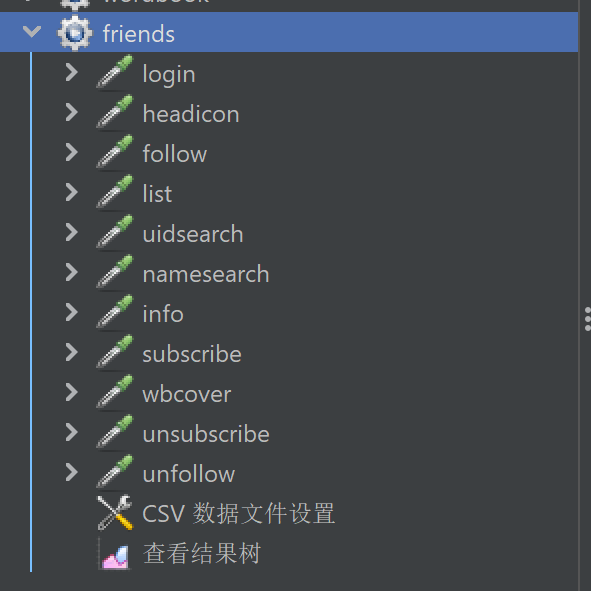 wordbook
friends
login
headicon
follow
list
uidsearch
namesearch
info
subscribe
wbcover
unsubscribe
unfollow
CSV 数据文件设置
查看结果树